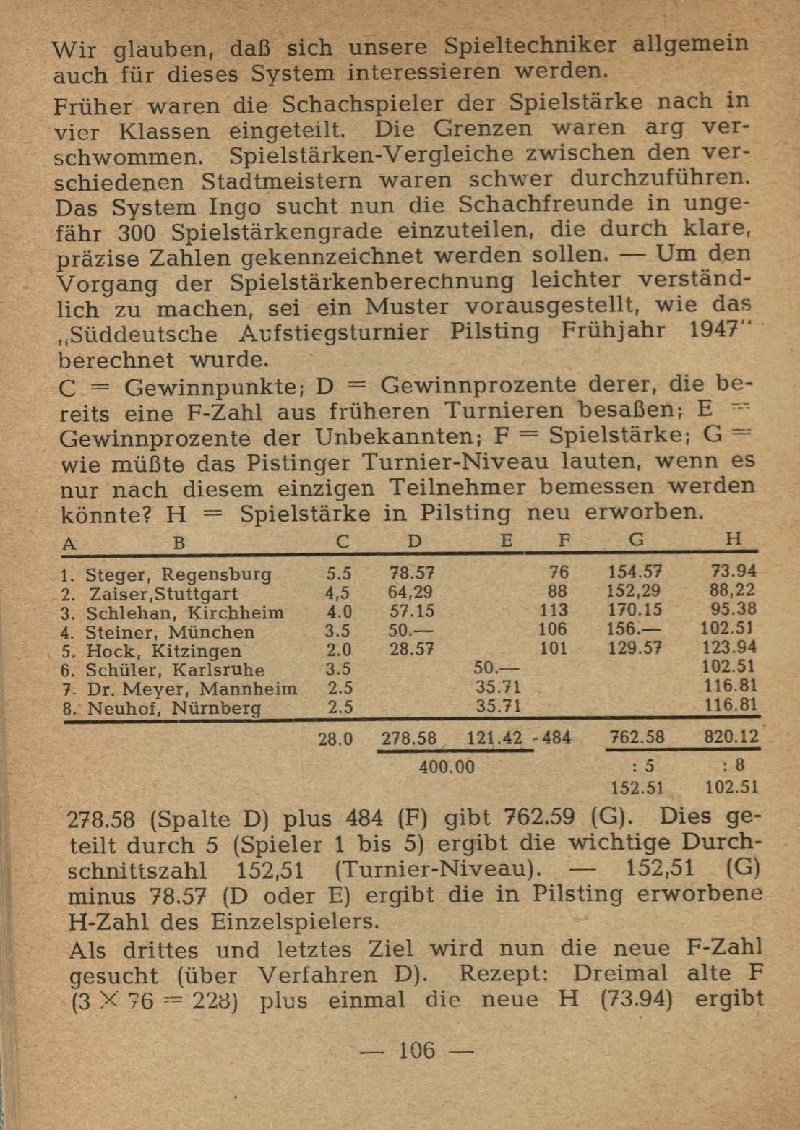 Wir glauben, daß sich unsere Spieltechniker allgemein
auch für dieses System interessieren werden.
Früher waren die Schachspieler der Spielstärke nach in
vier Klassen eingeteilt. Die Grenzen waren arg ver-
schwommen. Spielstärken-Vergleiche zwischen den ver-
schiedenen Stadtmeistern waren schwer durchzuführen.
Das System Ingo sucht nun die Schachfreunde in unge-
fähr 300 Spielstärkengrade einzuteilen, die durch klare,
präzise Zahlen gekennzeichnet werden sollen. — Um den
Vorgang der Spielstärkenberechnung leichter verständ-
lich zu machen, sei ein Muster vorausgestellt, wie das
„Süddeutsche Aufstiegsturnier Pilsting Frühjahr 1947"
berechnet wurde.
C = Gewinnpunkte; D = Gewinnprozente derer, die be-
reits eine F-Zahl aus früheren Turnieren besaßen; E =
Gewinnprozente der Unbekannten; F = Spielstärke; G =
wie müßte das Pistinger Turnier-Niveau lauten, wenn es
nur nach diesem einzigen Teilnehmer bemessen werden
könnte? H = Spielstärke in Pilsting neu erworben.
A B C D E F G H
1. Steger, Regensburg 5.5 78.57 76 154.57 73.94
2. Zaiser,Stuttgart 4,5 64,29 88 152,29 88,22
3. Schlehan, Kirchheim 4.0 57.15 113 170.15 95.38
4. Steiner, München 3.5 50.— 106 156.— 102.51
5. Hock, Kitzingen 2.0 28.57 101 129.57 123.94
6. Schüler, Karlsruhe 3.5 50.— 102.51
7. Dr. Meyer, Mannheim 2.5 35.71 116.81
8. Neuhof, Nürnberg 2.5 35.71 116.81
28.0 278.58 121.42 -484 762.58 820.12
400.00 : 5 : 8
152.51 102.51
278.58 (Spalte D) plus 484 (F) gibt 762.59 (G). Dies ge-
teilt durch 5 (Spieler 1 bis 5) ergibt die wichtige Durch-
schnittszahl 152,51 (Turnier-Niveau). — 152,51 (G)
minus 78.57 (D oder E) ergibt die in Pilsting erworbene
H-Zahl des Einzelspielers.
Als drittes und letztes Ziel wird nun die neue F-Zahl
gesucht (über Verfahren D). Rezept: Dreimal alte F
(3 X 76 = 228) plus einmal die neue H (73.94) ergibt
— 106 —